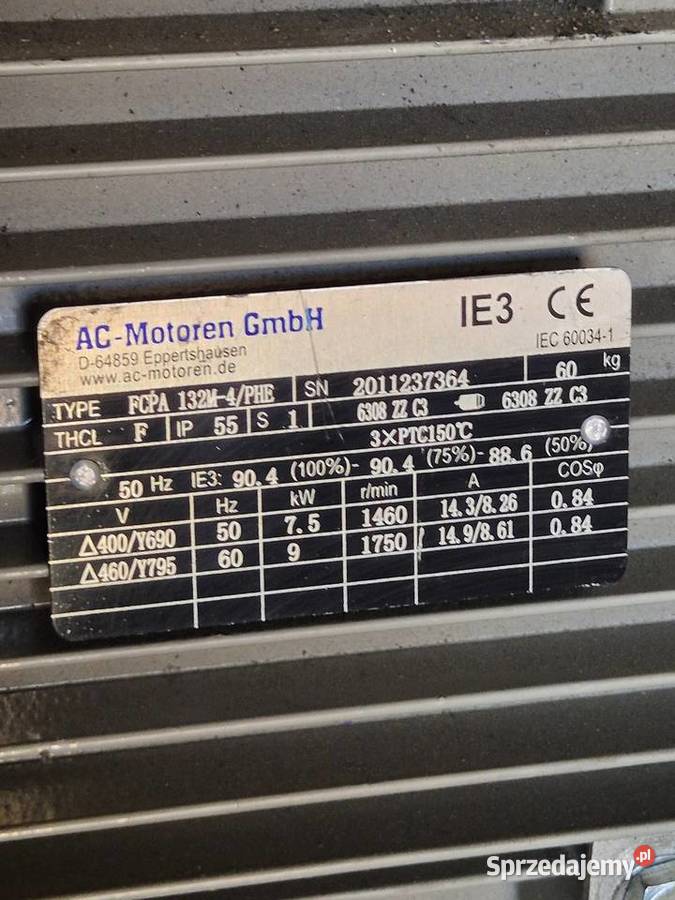 AC-Motoren GmbH IE3 CE
D-64859 Eppertshausen IEC 60034-1
www.ac-motoren.de
TYPE FCPA 132M-4/PHE SN 2011237364 60 kg
THCL F IP 55 S 1 6308 ZZ C3 6308 ZZ C3
3×PTC150℃
50 Hz IE3: 90.4 (100%)- 90.4 (75%)- 88.6 (50%)
V Hz kW r/min A COSφ
Δ400/Y690 50 7.5 1460 14.3/8.26 0.84
Δ460/Y795 60 9 1750 14.9/8.61 0.84
Sprzedajemy.pl